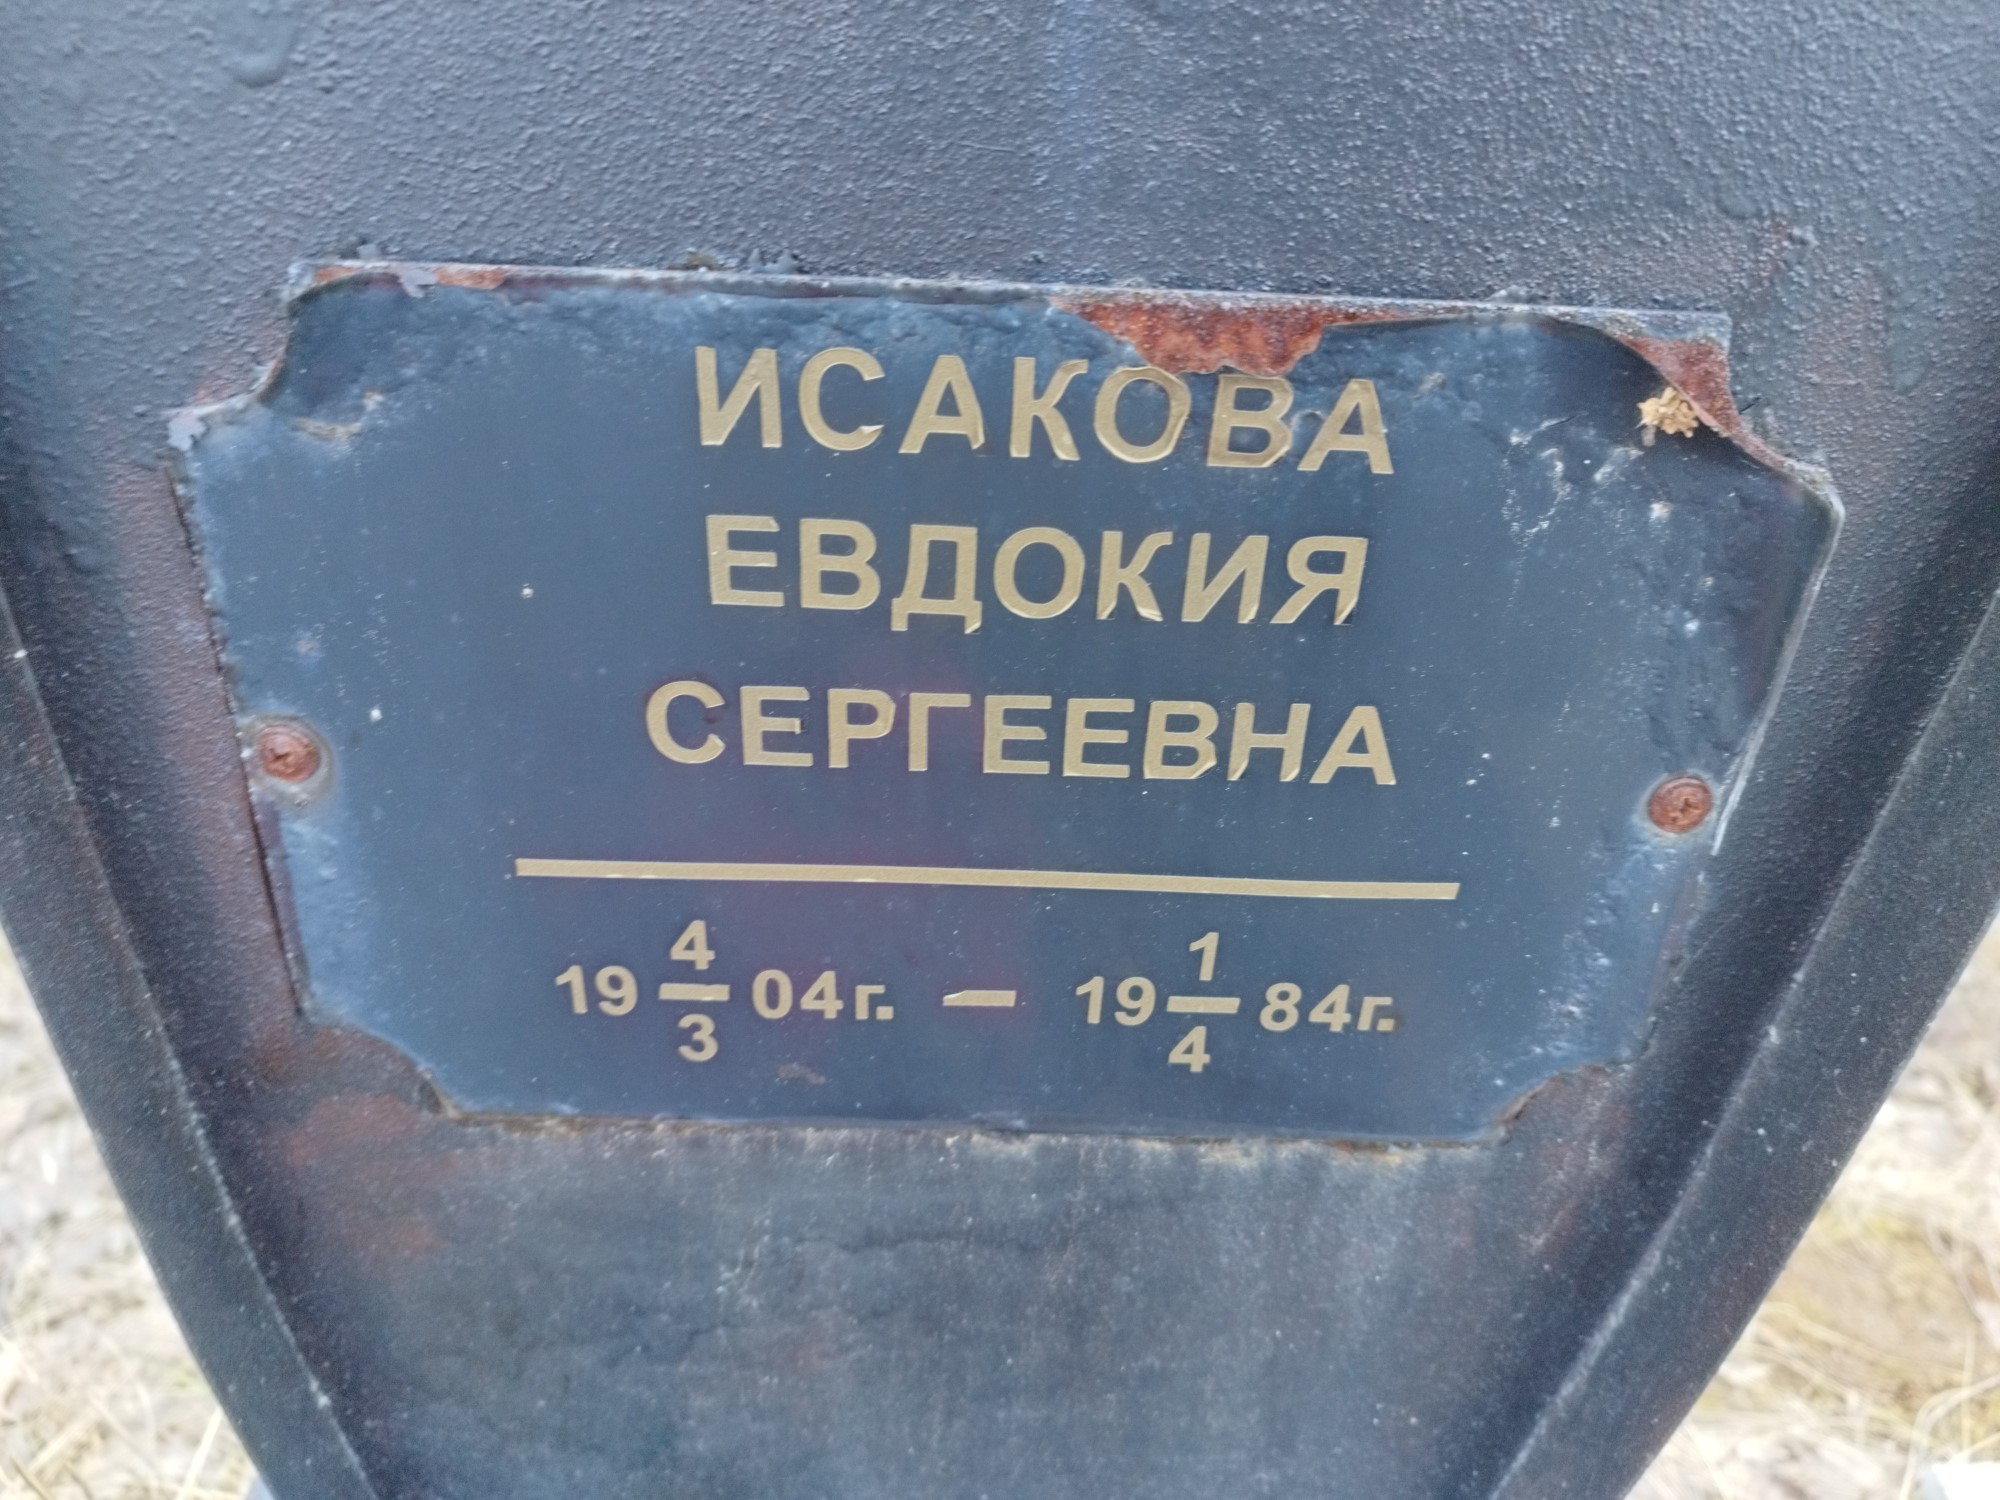 ИСАКОВА
ЕВДОКИЯ
СЕРГЕЕВНА
19 4/3 04г. — 19 1/4 84г.